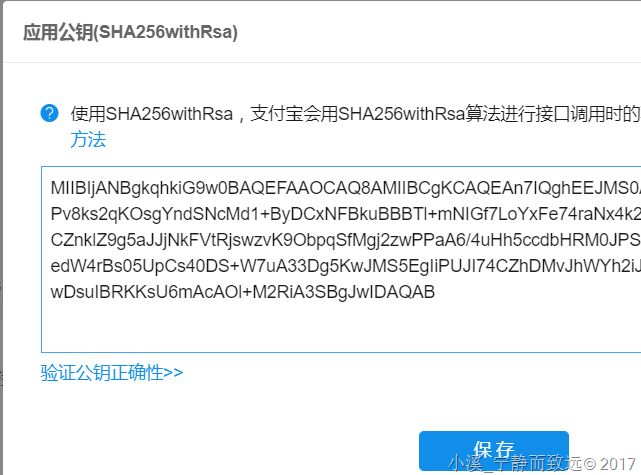 应用公钥(SHA256withRsa)
使用SHA256withRsa，支付宝会用SHA256withRsa算法进行接口调用时的
方法
MIIBIjANBgkqhkiG9w0BAQEFAAOCAQ8AMIIBCgKCAQEAn7IQghEEJMS0
Pv8ks2qKOsgYndSNcMd1+ByDCxNFBkuBBBTl+mNIGf7LoYxFe74raNx4k2
CZnklZ9g5aJJjNkFVtRjswzvK9ObpqSfMgj2zwPPaA6/4uHh5ccdbHRM0JPS
edW4rBs05UpCs40DS+W7uA33Dg5KwJMS5EgIiPUJI74CZhDMvJhWYh2iJ
wDsuIBRKKsU6mAcAOl+M2RiA3SBgJwIDAQAB
验证公钥正确性>>
保存
小溪_宁静而致远© 2017